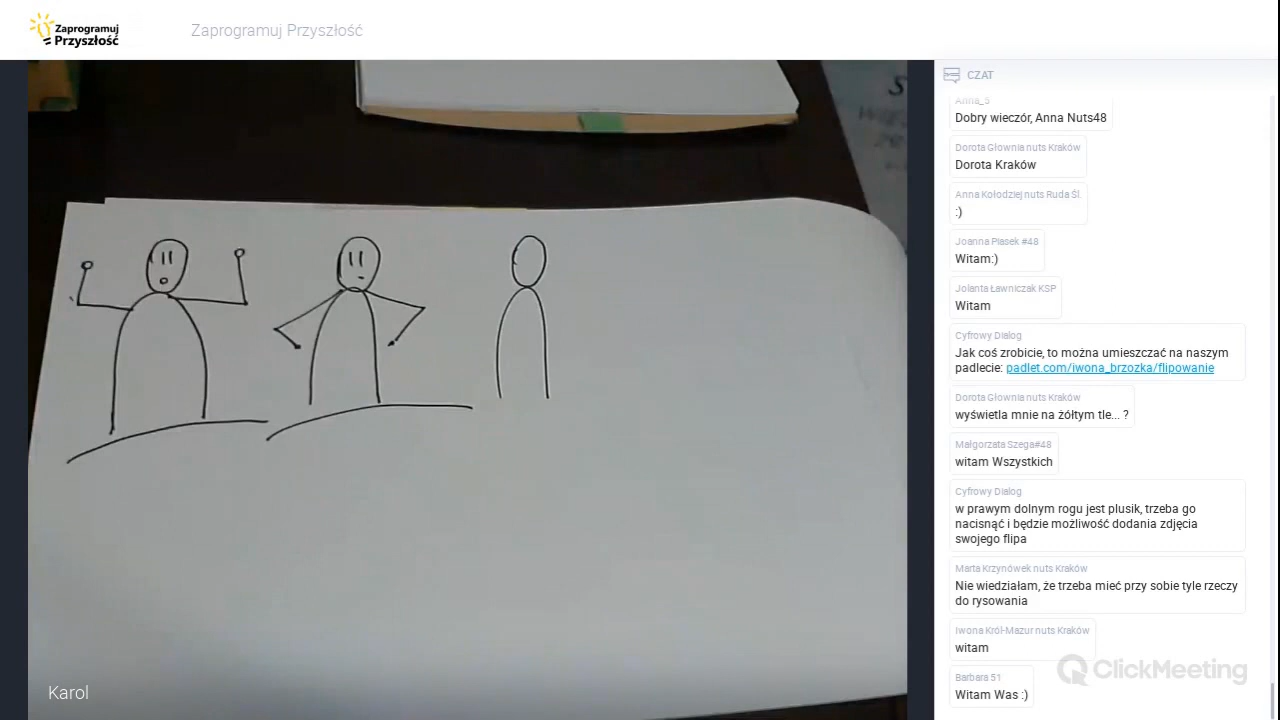 Zaprogramuj
Przyszłość
Zaprogramuj Przyszłość
CZAT
Anna_S
Dobry wieczór, Anna Nuts48
Dorota Głownia nuts Kraków
Dorota Kraków
Anna Kołodziej nuts Ruda Śl.
:)
Joanna Piasek #48
Witam:)
Jolanta Ławniczak KSP
Witam
Cyfrowy Dialog
Jak coś zrobicie, to można umieszczać na naszym
padlecie: padlet.com/iwona_brzozka/flipowanie
Dorota Głownia nuts Kraków
wyświetla mnie na żółtym tle... ?
Małgorzata Szega#48
witam Wszystkich
Cyfrowy Dialog
w prawym dolnym rogu jest plusik, trzeba go
nacisnąć i będzie możliwość dodania zdjęcia
swojego flipa
Marta Krzynówek nuts Kraków
Nie wiedziałam, że trzeba mieć przy sobie tyle rzeczy
do rysowania
Iwona Król-Mazur nuts Kraków
witam
Barbara 51
Witam Was :)
ClickMeeting
Karol